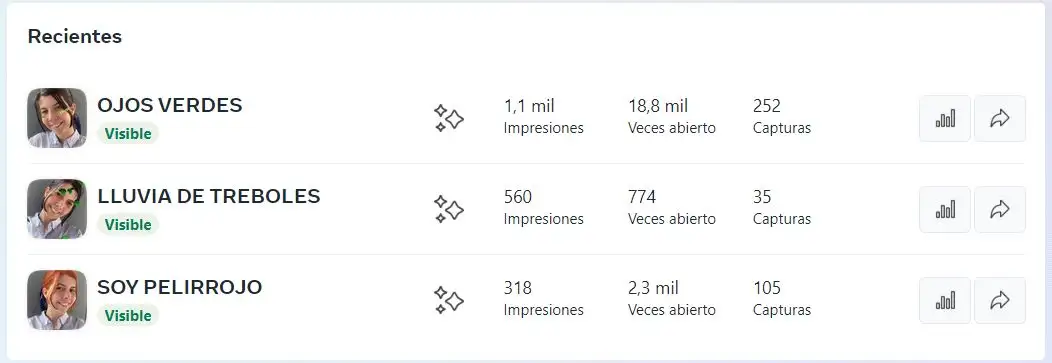 Recientes
OJOS VERDES
Visible
1,1 mil
Impresiones
18,8 mil
Veces abierto
252
Capturas
LLUVIA DE TREBOLES
Visible
560
Impresiones
774
Veces abierto
35
Capturas
SOY PELIRROJO
Visible
318
Impresiones
2,3 mil
Veces abierto
105
Capturas